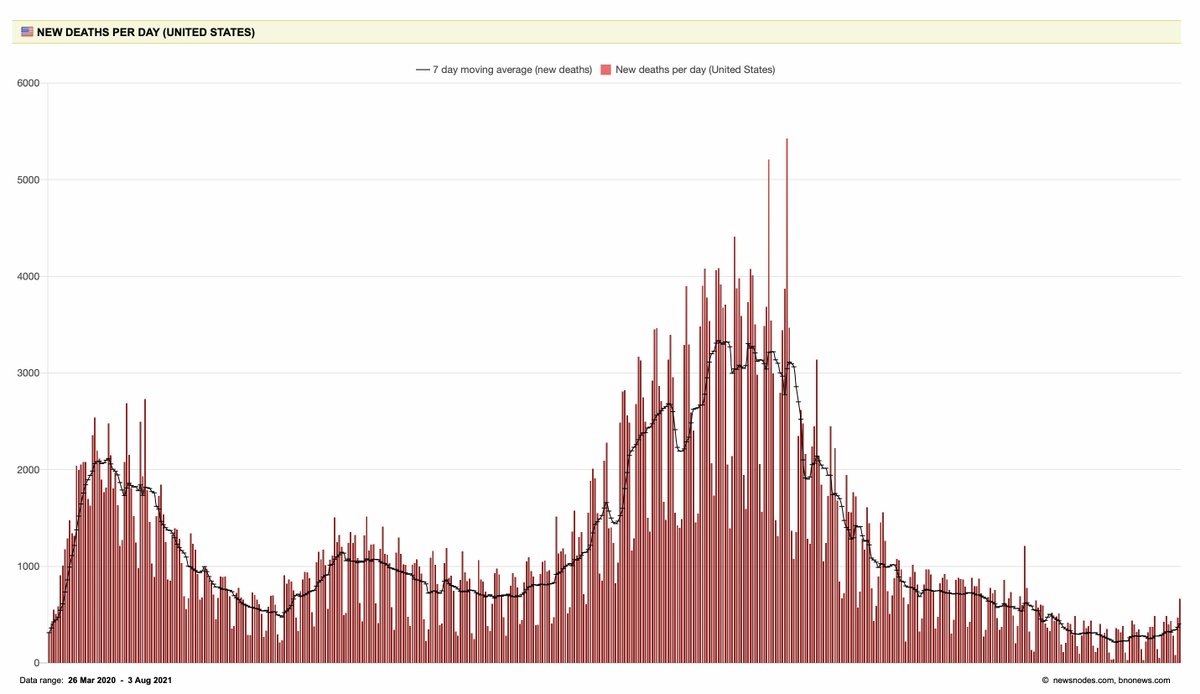 NEW DEATHS PER DAY (UNITED STATES)
7 day moving average (new deaths) New deaths per day (United States)
6000
5000
4000
3000
2000
1000
0
Data range: 26 Mar 2020 - 3 Aug 2021
© newsnodes.com, bnonews.com